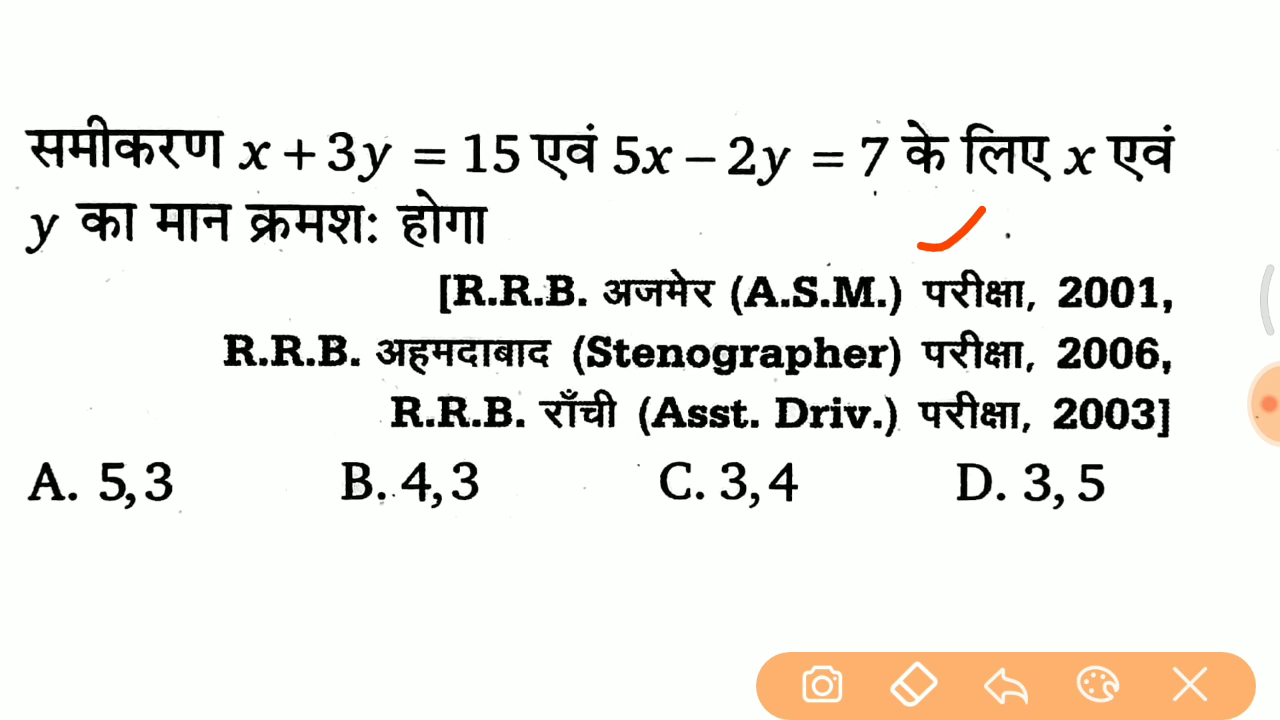 समीकरण x + 3y = 15 एवं 5x – 2y = 7 के लिए x एवं
y का मान क्रमशः होगा
[R.R.B. अजमेर (A.S.M.) परीक्षा, 2001,
R.R.B. अहमदाबाद (Stenographer) परीक्षा, 2006,
R.R.B. राँची (Asst. Driv.) परीक्षा, 2003]
A. 5,3 B. 4,3 C. 3,4 D. 3,5